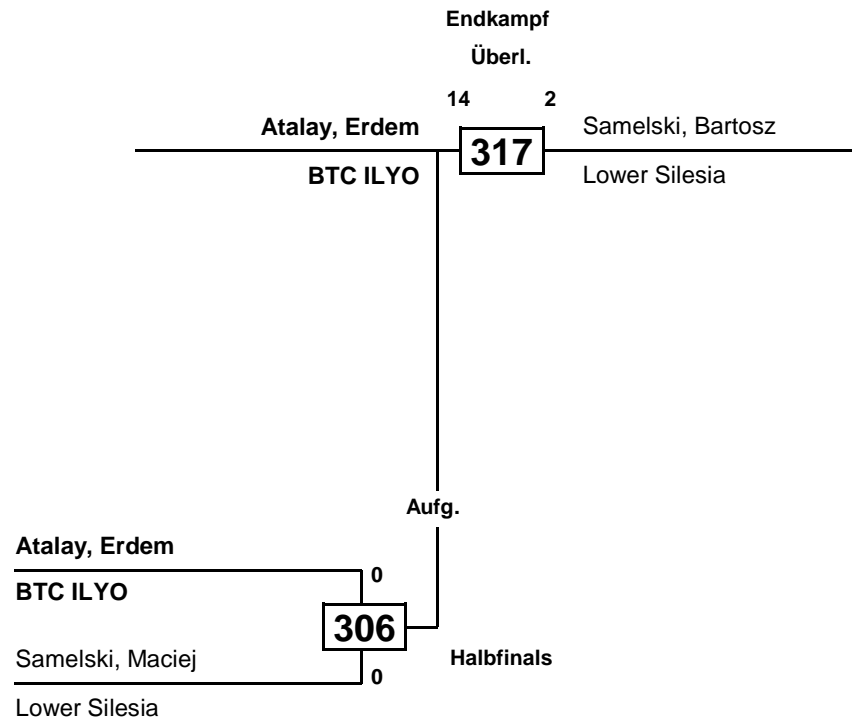 Endkampf
Überl.
14 2
Atalay, Erdem 317 Samelski, Bartosz
BTC ILYO Lower Silesia
Aufg.
Atalay, Erdem
0
BTC ILYO
306
Samelski, Maciej Halbfinals
0
Lower Silesia